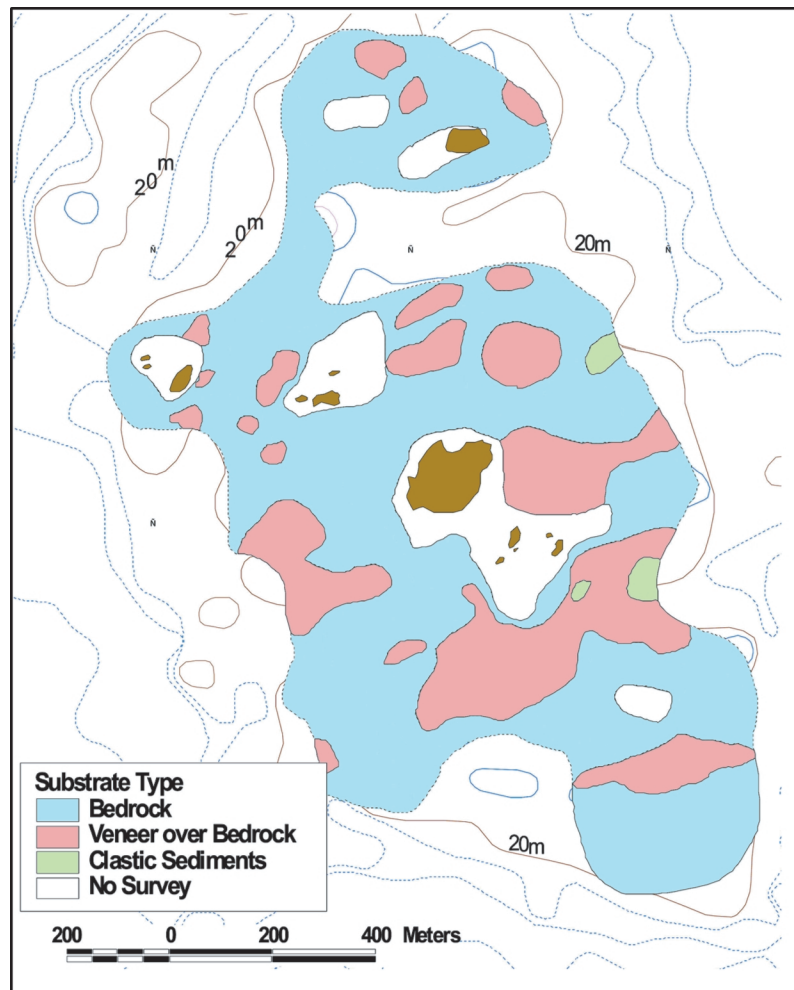 20m
20m
20m
Ñ
Ñ
Ñ
Ñ
Substrate Type
Bedrock
Veneer over Bedrock
Clastic Sediments
No Survey
20m
200 0 200 400 Meters